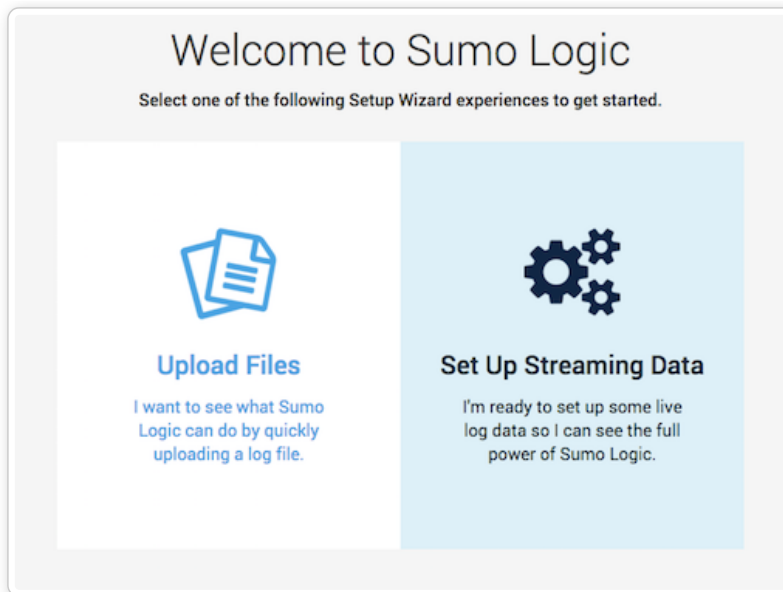 Welcome to Sumo Logic
Select one of the following Setup Wizard experiences to get started.
Upload Files
I want to see what Sumo
Logic can do by quickly
uploading a log file.
Set Up Streaming Data
I'm ready to set up some live
log data so I can see the full
power of Sumo Logic.